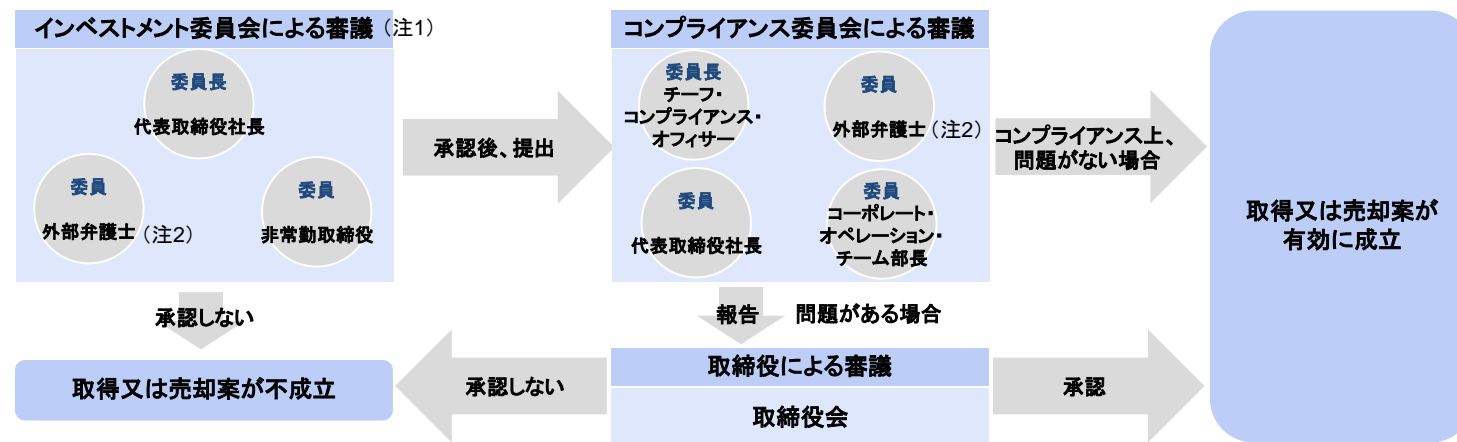 インベストメント委員会による審議（注1）
委員長
代表取締役社長
委員
外部弁護士（注2）
委員
非常勤取締役
承認後、提出
コンプライアンス委員会による審議
委員長
チーフ・
コンプライアンス・
オフィサー
委員
外部弁護士（注2）
委員
代表取締役社長
委員
コーポレート・
オペレーション・
チーム部長
コンプライアンス上、
問題がない場合
取得又は売却案が
有効に成立
承認しない
報告
問題がある場合
取得又は売却案が不成立
承認しない
取締役による審議
取締役会
承認